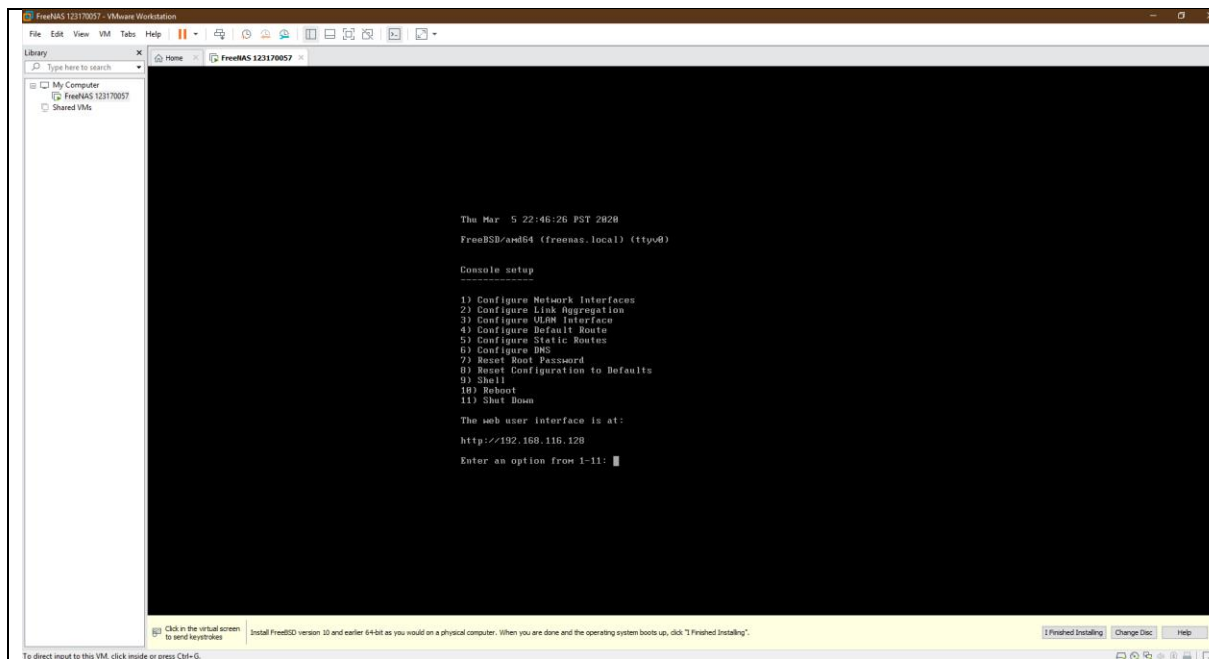 FreeNAS 123170057 - VMware Workstation
File Edit View VM Tabs Help
Library
Type here to search
My Computer
FreeNAS 123170057
Shared VMs
Home
FreeNAS 123170057
Thu Mar 5 22:46:26 PST 2020
FreeBSD/amd64 (freenas.local) (ttyv0)
Console setup
-------------
1) Configure Network Interfaces
2) Configure Link Aggregation
3) Configure VLAN Interface
4) Configure Default Route
5) Configure Static Routes
6) Configure DNS
7) Reset Root Password
8) Reset Configuration to Defaults
9) Shell
10) Reboot
11) Shut Down
The web user interface is at:
http://192.168.116.128
Enter an option from 1-11:
Click in the virtual screen
to send keystrokes
Install FreeBSD version 10 and earlier 64-bit as you would on a physical computer. When you are done and the operating system boots up, click "I Finished Installing".
I Finished Installing
Change Disc
Help
To direct input to this VM, click inside or press Ctrl+G.